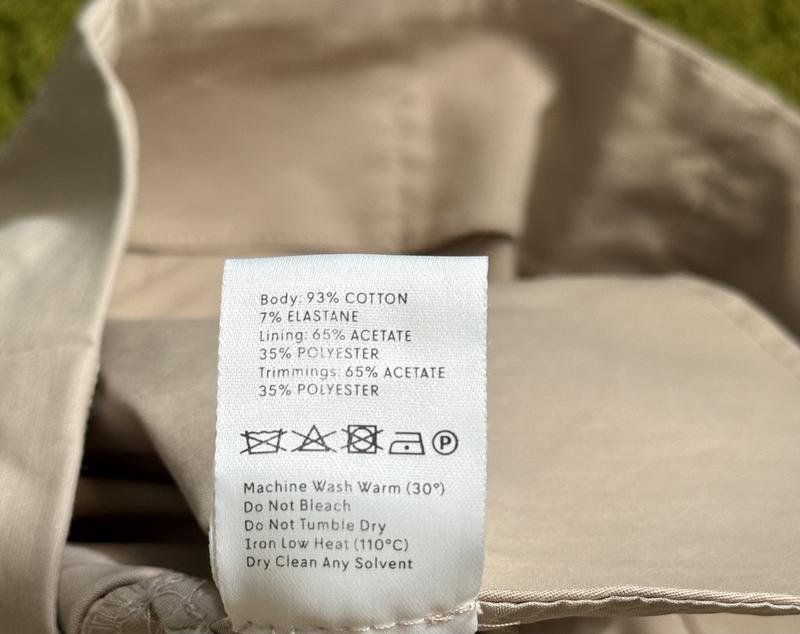 Body: 93% COTTON
7% ELASTANE
Lining: 65% ACETATE
35% POLYESTER
Trimmings: 65% ACETATE
35% POLYESTER
P
Machine Wash Warm (30°)
Do Not Bleach
Do Not Tumble Dry
Iron Low Heat (110°C)
Dry Clean Any Solvent